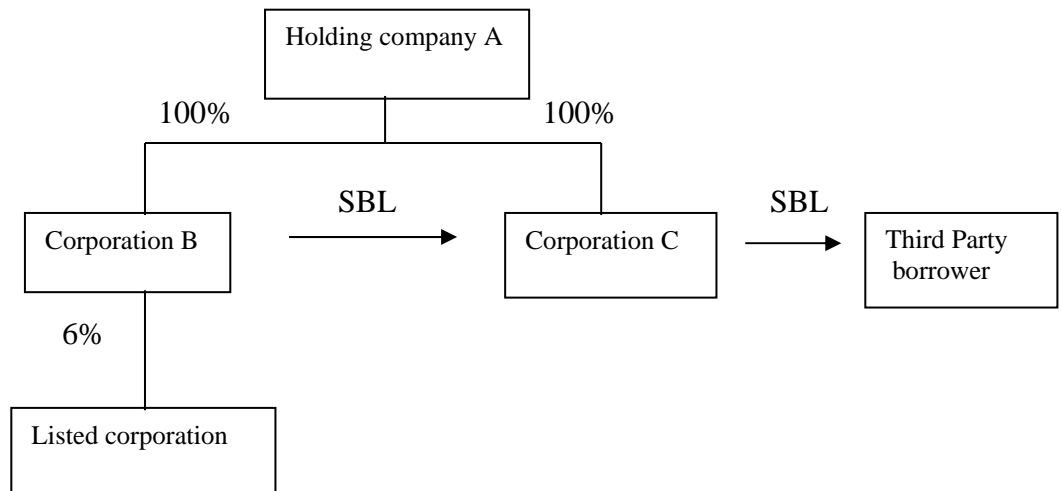 Holding company A
100%
100%
SBL
SBL
Corporation B
Corporation C
Third Party
borrower
6%
Listed corporation